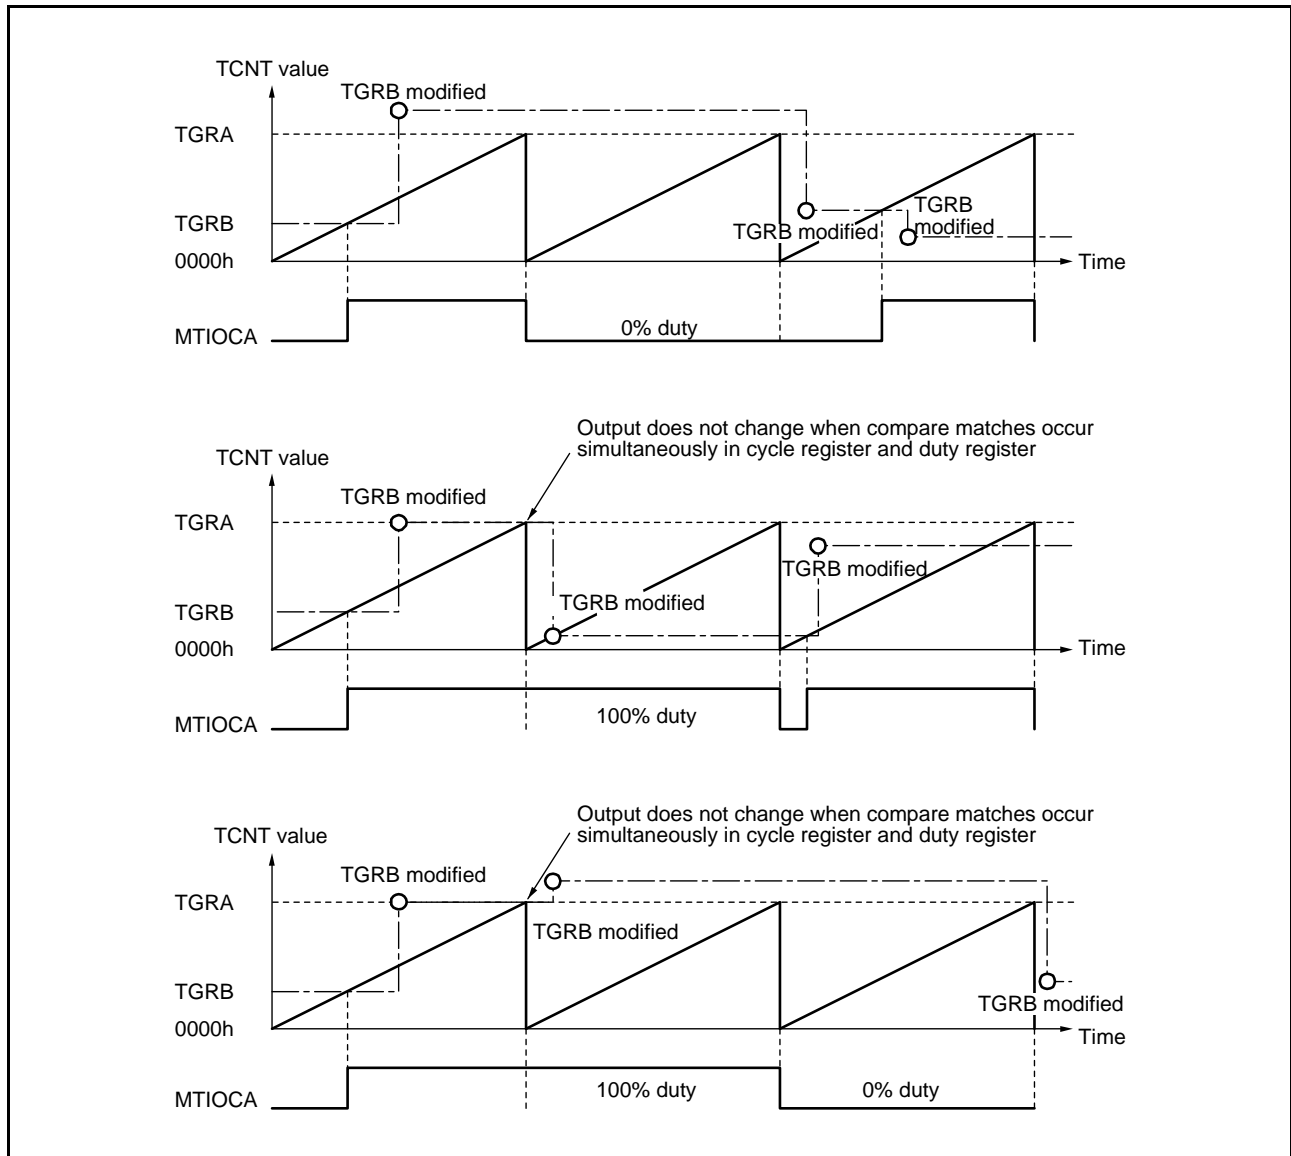 TCNT value
TGRB modified
TGRA
TGRB
modified
TGRB
TGRB modified
0000h
Time
0% duty
MTIOCA
Output does not change when compare matches occur
simultaneously in cycle register and duty register
TCNT value
TGRB modified
TGRA
TGRB modified
TGRB modified
TGRB
0000h
Time
100% duty
MTIOCA
Output does not change when compare matches occur
simultaneously in cycle register and duty register
TCNT value
TGRB modified
TGRA
TGRB modified
TGRB
TGRB modified
0000h
Time
100% duty
0% duty
MTIOCA